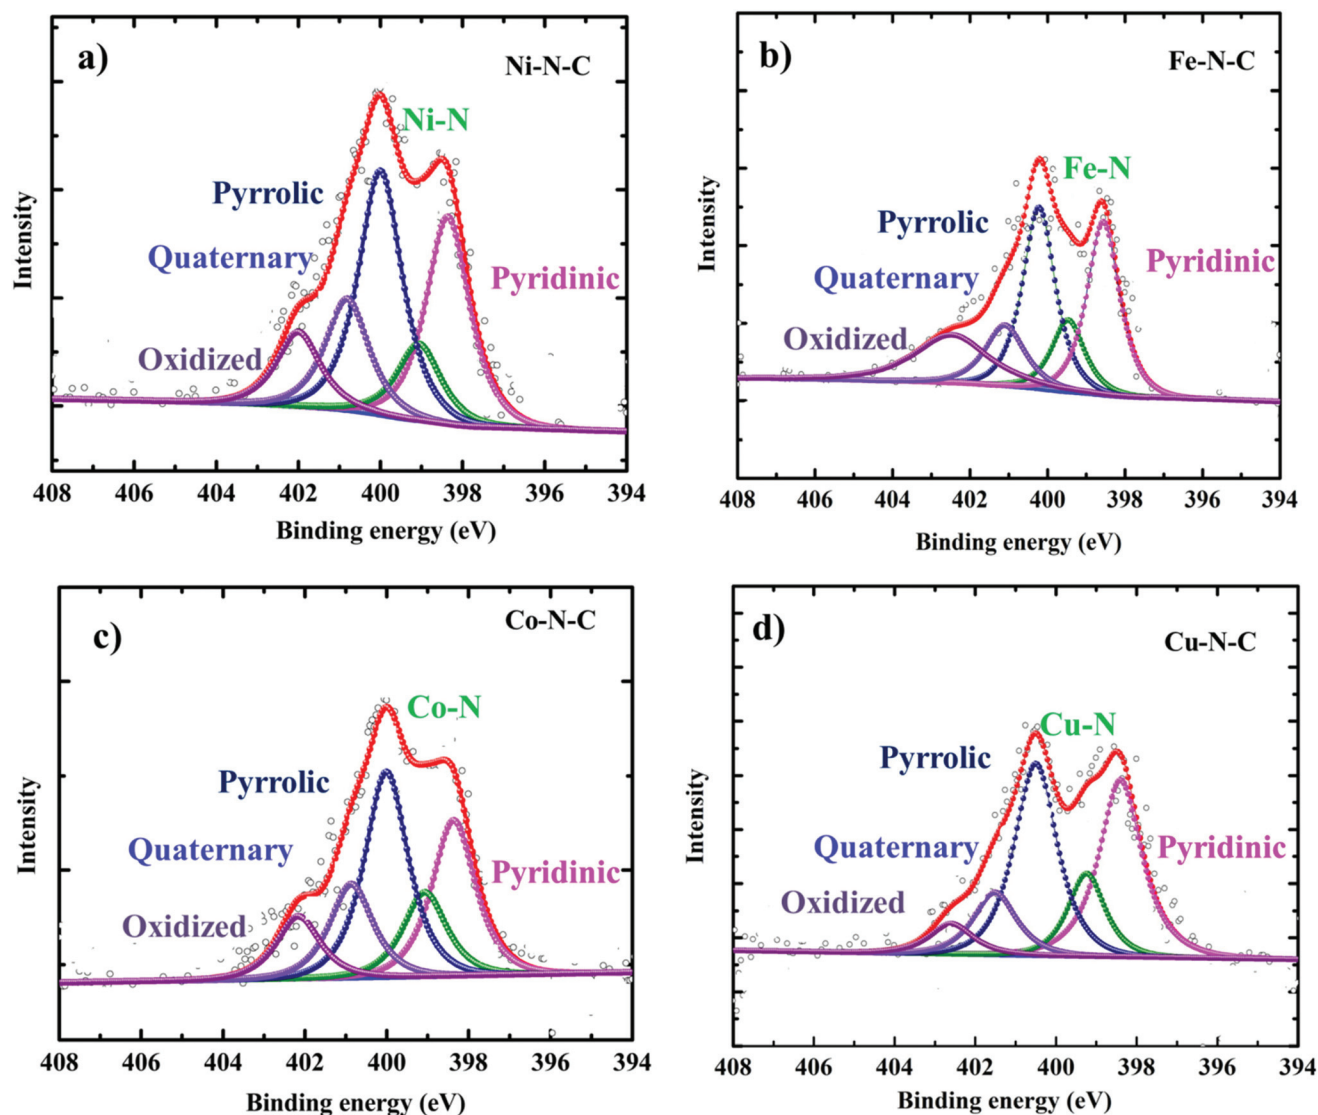 a)
Ni-N-C
Ni-N
Pyrrolic
Quaternary
Pyridinic
Oxidized
Intensity
408 406 404 402 400 398 396 394
Binding energy (eV)
b)
Fe-N-C
Fe-N
Pyrrolic
Quaternary
Pyridinic
Oxidized
Intensity
408 406 404 402 400 398 396 394
Binding energy (eV)
c)
Co-N-C
Co-N
Pyrrolic
Quaternary
Pyridinic
Oxidized
Intensity
408 406 404 402 400 398 396 394
Binding energy (eV)
d)
Cu-N-C
Cu-N
Pyrrolic
Quaternary
Pyridinic
Oxidized
Intensity
408 406 404 402 400 398 396 394
Binding energy (eV)